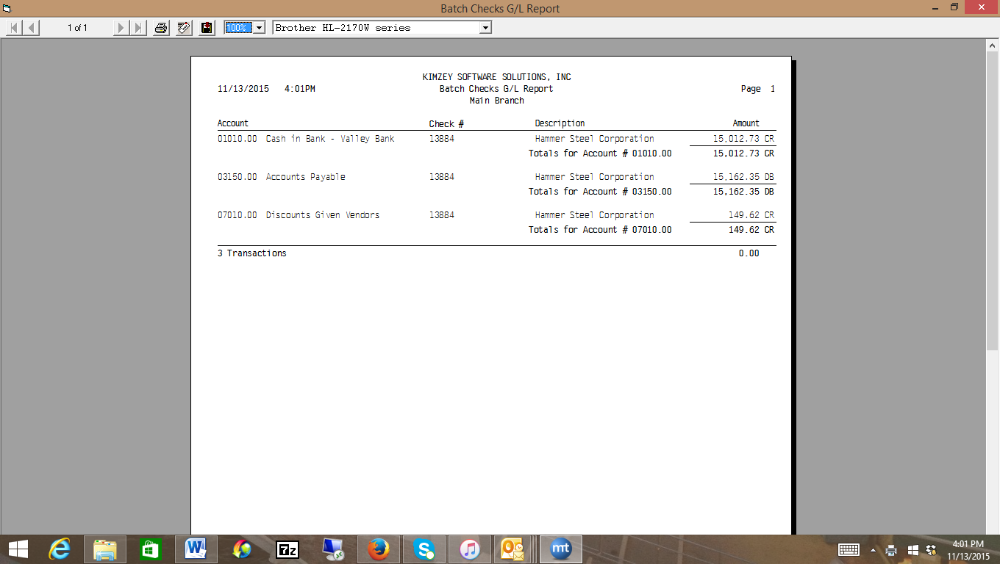 Batch Checks G/L Report
1 of 1
100%
Brother HL-2170W series
KIMZEY SOFTWARE SOLUTIONS, INC
11/13/2015 4:01PM Batch Checks G/L Report Page 1
Main Branch
Account Check # Description Amount
01010.00 Cash in Bank - Valley Bank 13884 Hammer Steel Corporation 15,012.73 CR
Totals for Account # 01010.00 15,012.73 CR
03150.00 Accounts Payable 13884 Hammer Steel Corporation 15,162.35 DB
Totals for Account # 03150.00 15,162.35 DB
07010.00 Discounts Given Vendors 13884 Hammer Steel Corporation 149.62 CR
Totals for Account # 07010.00 149.62 CR
3 Transactions 0.00
7z
mt
4:01 PM
11/13/2015